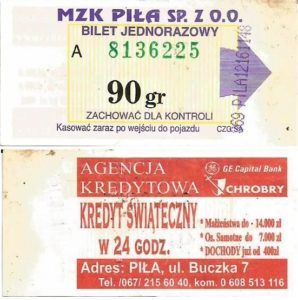 MZK PIŁA SP. Z O.O.
BILET JEDNORAZOWY
A 8136225
90 gr
ZACHOWAĆ DLA KONTROLI
Kasować zaraz po wejściu do pojazdu CZG SA
AGENCJA
KREDYTOWA
GE Capital Bank
CHROBRY
KREDYT ŚWIĄTECZNY
W 24 GODZ.
* Małżeństwa do - 14.000 zł
* Os. Samotne do 7.000 zł
* DOCHODY już od 400zł
Adres: PIŁA, ul. Buczka 7
Tel. /067/ 215 60 40, kom. 0 608 513 116